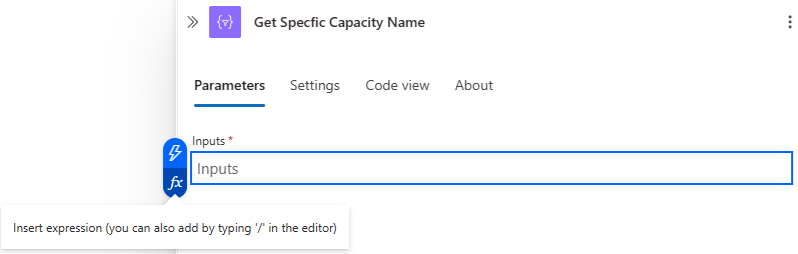 Get Specfic Capacity Name
Parameters Settings Code view About
Inputs *
Inputs
fx
Insert expression (you can also add by typing '/' in the editor)